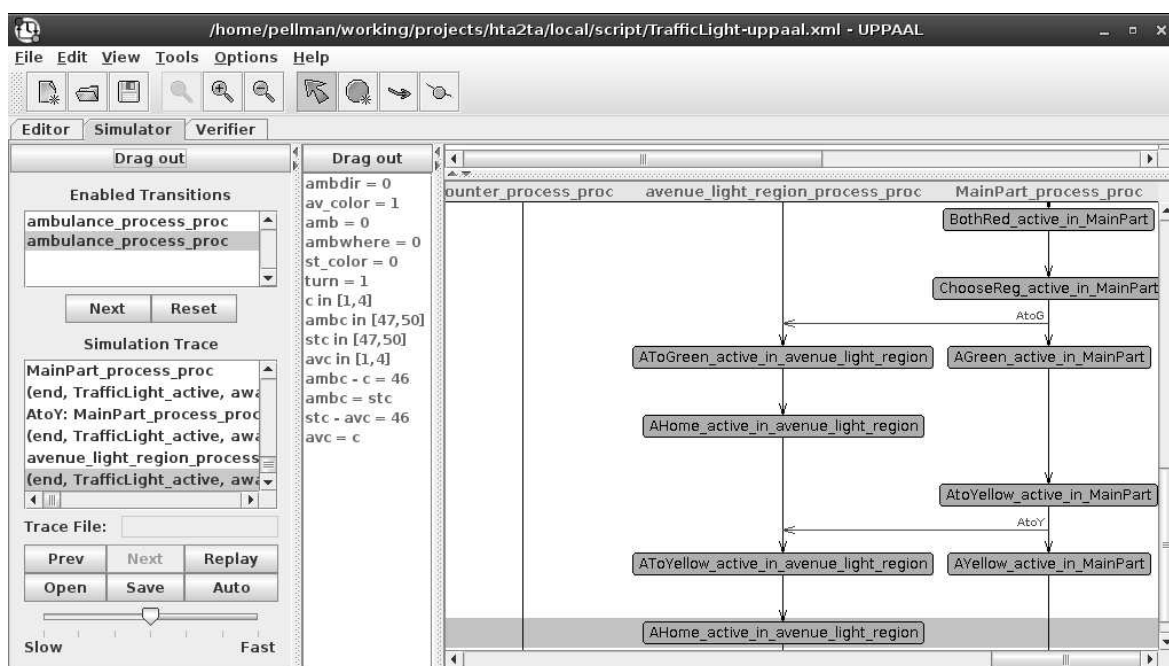 /home/pellman/working/projects/hta2ta/local/script/TrafficLight-uppaal.xml - UPPAAL
File Edit View Tools Options Help
Editor Simulator Verifier
Drag out
Enabled Transitions
ambulance_process_proc
ambulance_process_proc
Next Reset
Simulation Trace
MainPart_process_proc
(end, TrafficLight_active, awa
AtoY: MainPart_process_proc
(end, TrafficLight_active, awa
avenue_light_region_process
(end, TrafficLight_active, awa
Trace File:
Prev Next Replay
Open Save Auto
Slow Fast
Drag out
ambdir = 0
av_color = 1
amb = 0
ambwhere = 0
st_color = 0
turn = 1
c in [1,4]
ambc in [47,50]
stc in [47,50]
avc in [1,4]
ambc - c = 46
ambc = stc
stc - avc = 46
avc = c
ounter_process_proc avenue_light_region_process_proc MainPart_process_proc
BothRed_active_in_MainPart
ChooseReg_active_in_MainPart
AtoG
AToGreen_active_in_avenue_light_region AGreen_active_in_MainPart
AHome_active_in_avenue_light_region
AtoYellow_active_in_MainPart
AtoY
AToYellow_active_in_avenue_light_region AYellow_active_in_MainPart
AHome_active_in_avenue_light_region